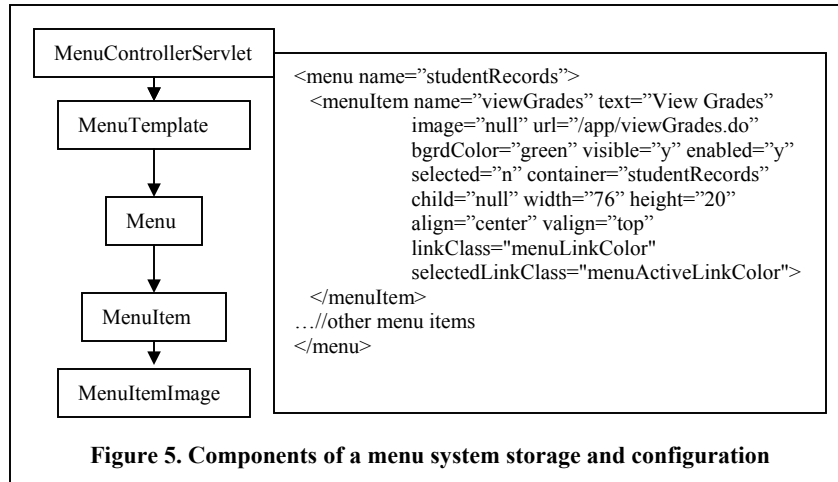 MenuControllerServlet
MenuTemplate
Menu
MenuItem
MenuItemImage
<menu name=”studentRecords”>
<menuItem name=”viewGrades” text=”View Grades”
image=”null” url=”/app/viewGrades.do”
bgrdColor=”green” visible=”y” enabled=”y”
selected=”n” container=”studentRecords”
child=”null” width=”76” height=”20”
align=”center” valign=”top”
linkClass="menuLinkColor"
selectedLinkClass="menuActiveLinkColor">
</menuItem>
…//other menu items
</menu>
Figure 5. Components of a menu system storage and configuration